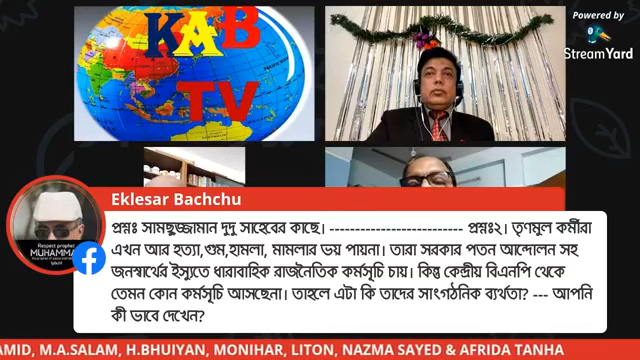 Powered by
StreamYard
KAB
TV
Eklesar Bachchu
প্রশ্নঃ সামছুজ্জামান দুদু সাহেবের কাছে। -------------------------- প্রশ্নঃ২। তৃণমূল কর্মীরা
এখন আর হত্যা,গুম,হামলা, মামলার ভয় পায়না। তারা সরকার পতন আন্দোলন সহ
জনস্বার্থের ইস্যুতে ধারাবাহিক রাজনৈতিক কর্মসূচি চায়। কিন্তু কেন্দ্রীয় বিএনপি থেকে
তেমন কোন কর্মসূচি আসছেনা। তাহলে এটা কি তাদের সাংগঠনিক ব্যর্থতা? --- আপনি
কী ভাবে দেখেন?
Respect prophet
MUHAMMA
AMID, M.A.SALAM, H.BHUIYAN, MONIHAR, LITON, NAZMA SAYED & AFRIDA TANHA